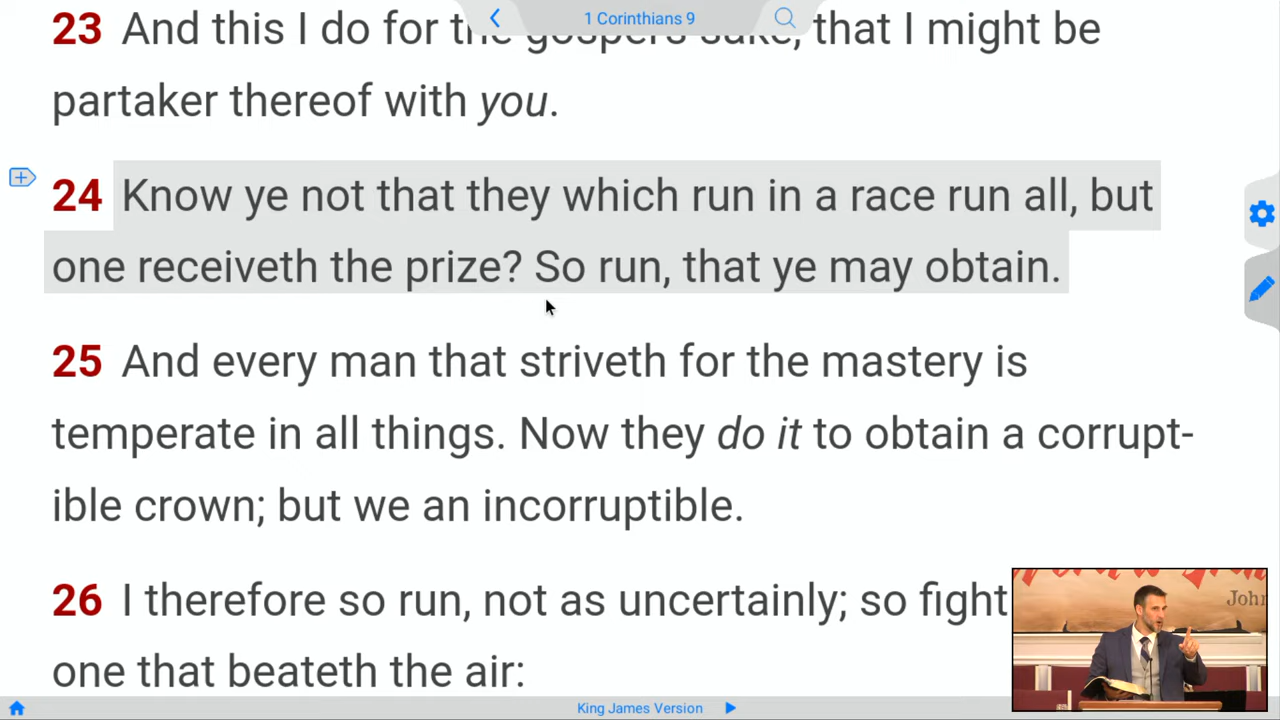 1 Corinthians 9
23 And this I do for the gospel's sake, that I might be
partaker thereof with you.
24 Know ye not that they which run in a race run all, but
one receiveth the prize? So run, that ye may obtain.
25 And every man that striveth for the mastery is
temperate in all things. Now they do it to obtain a corrupt-
ible crown; but we an incorruptible.
26 I therefore so run, not as uncertainly; so fight
one that beateth the air:
John
King James Version